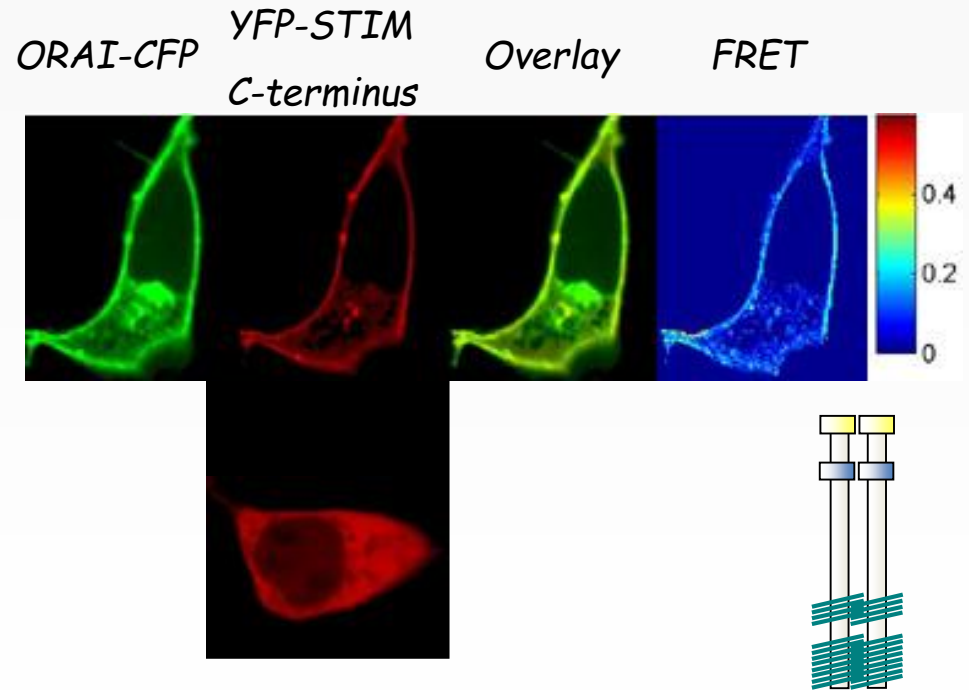 ORAI-CFP
YFP-STIM
C-terminus
Overlay
FRET
0.4
0.2
0